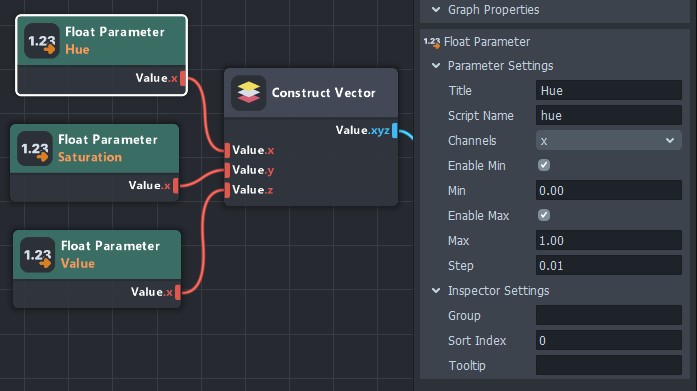 1.23
Float Parameter
Hue
Value.x
1.23
Float Parameter
Saturation
Value.x
1.23
Float Parameter
Value
Value.x
Construct Vector
Value.xyz
Value.x
Value.y
Value.z
Graph Properties
1.23 Float Parameter
Parameter Settings
Title Hue
Script Name hue
Channels x
Enable Min
Min 0.00
Enable Max
Max 1.00
Step 0.01
Inspector Settings
Group
Sort Index 0
Tooltip